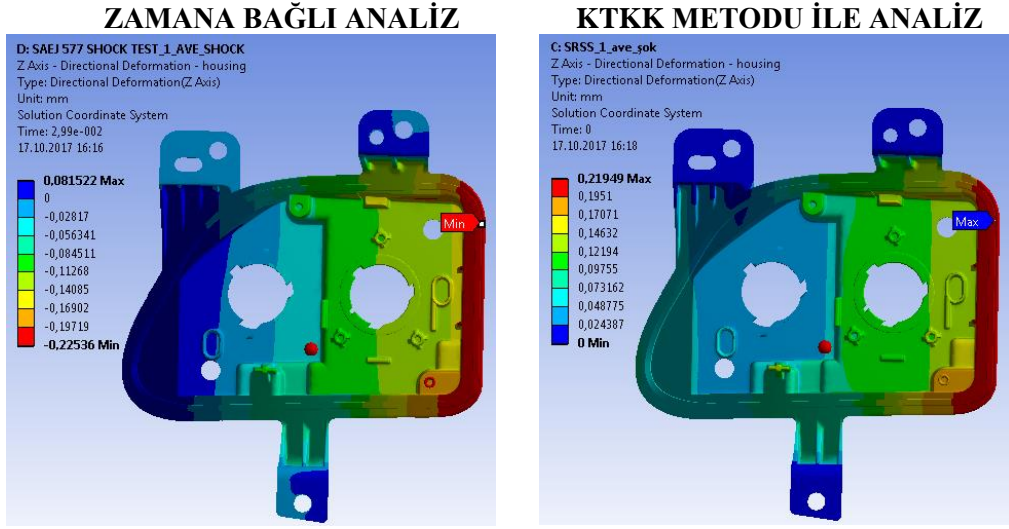 ZAMANA BAĞLI ANALİZ
D: SAEJ 577 SHOCK TEST_1_AVE_SHOCK
Z Axis - Directional Deformation - housing
Type: Directional Deformation(Z Axis)
Unit: mm
Solution Coordinate System
Time: 2,99e-002
17.10.2017 16:16
0,081522 Max
0
-0,02817
-0,056341
-0,084511
-0,11268
-0,14085
-0,16902
-0,19719
-0,22536 Min
Min
KTKK METODU İLE ANALİZ
C: SRSS_1_ave_şok
Z Axis - Directional Deformation - housing
Type: Directional Deformation(Z Axis)
Unit: mm
Solution Coordinate System
Time: 0
17.10.2017 16:18
0,21949 Max
0,1951
0,17071
0,14632
0,12194
0,09755
0,073162
0,048775
0,024387
0 Min
Max